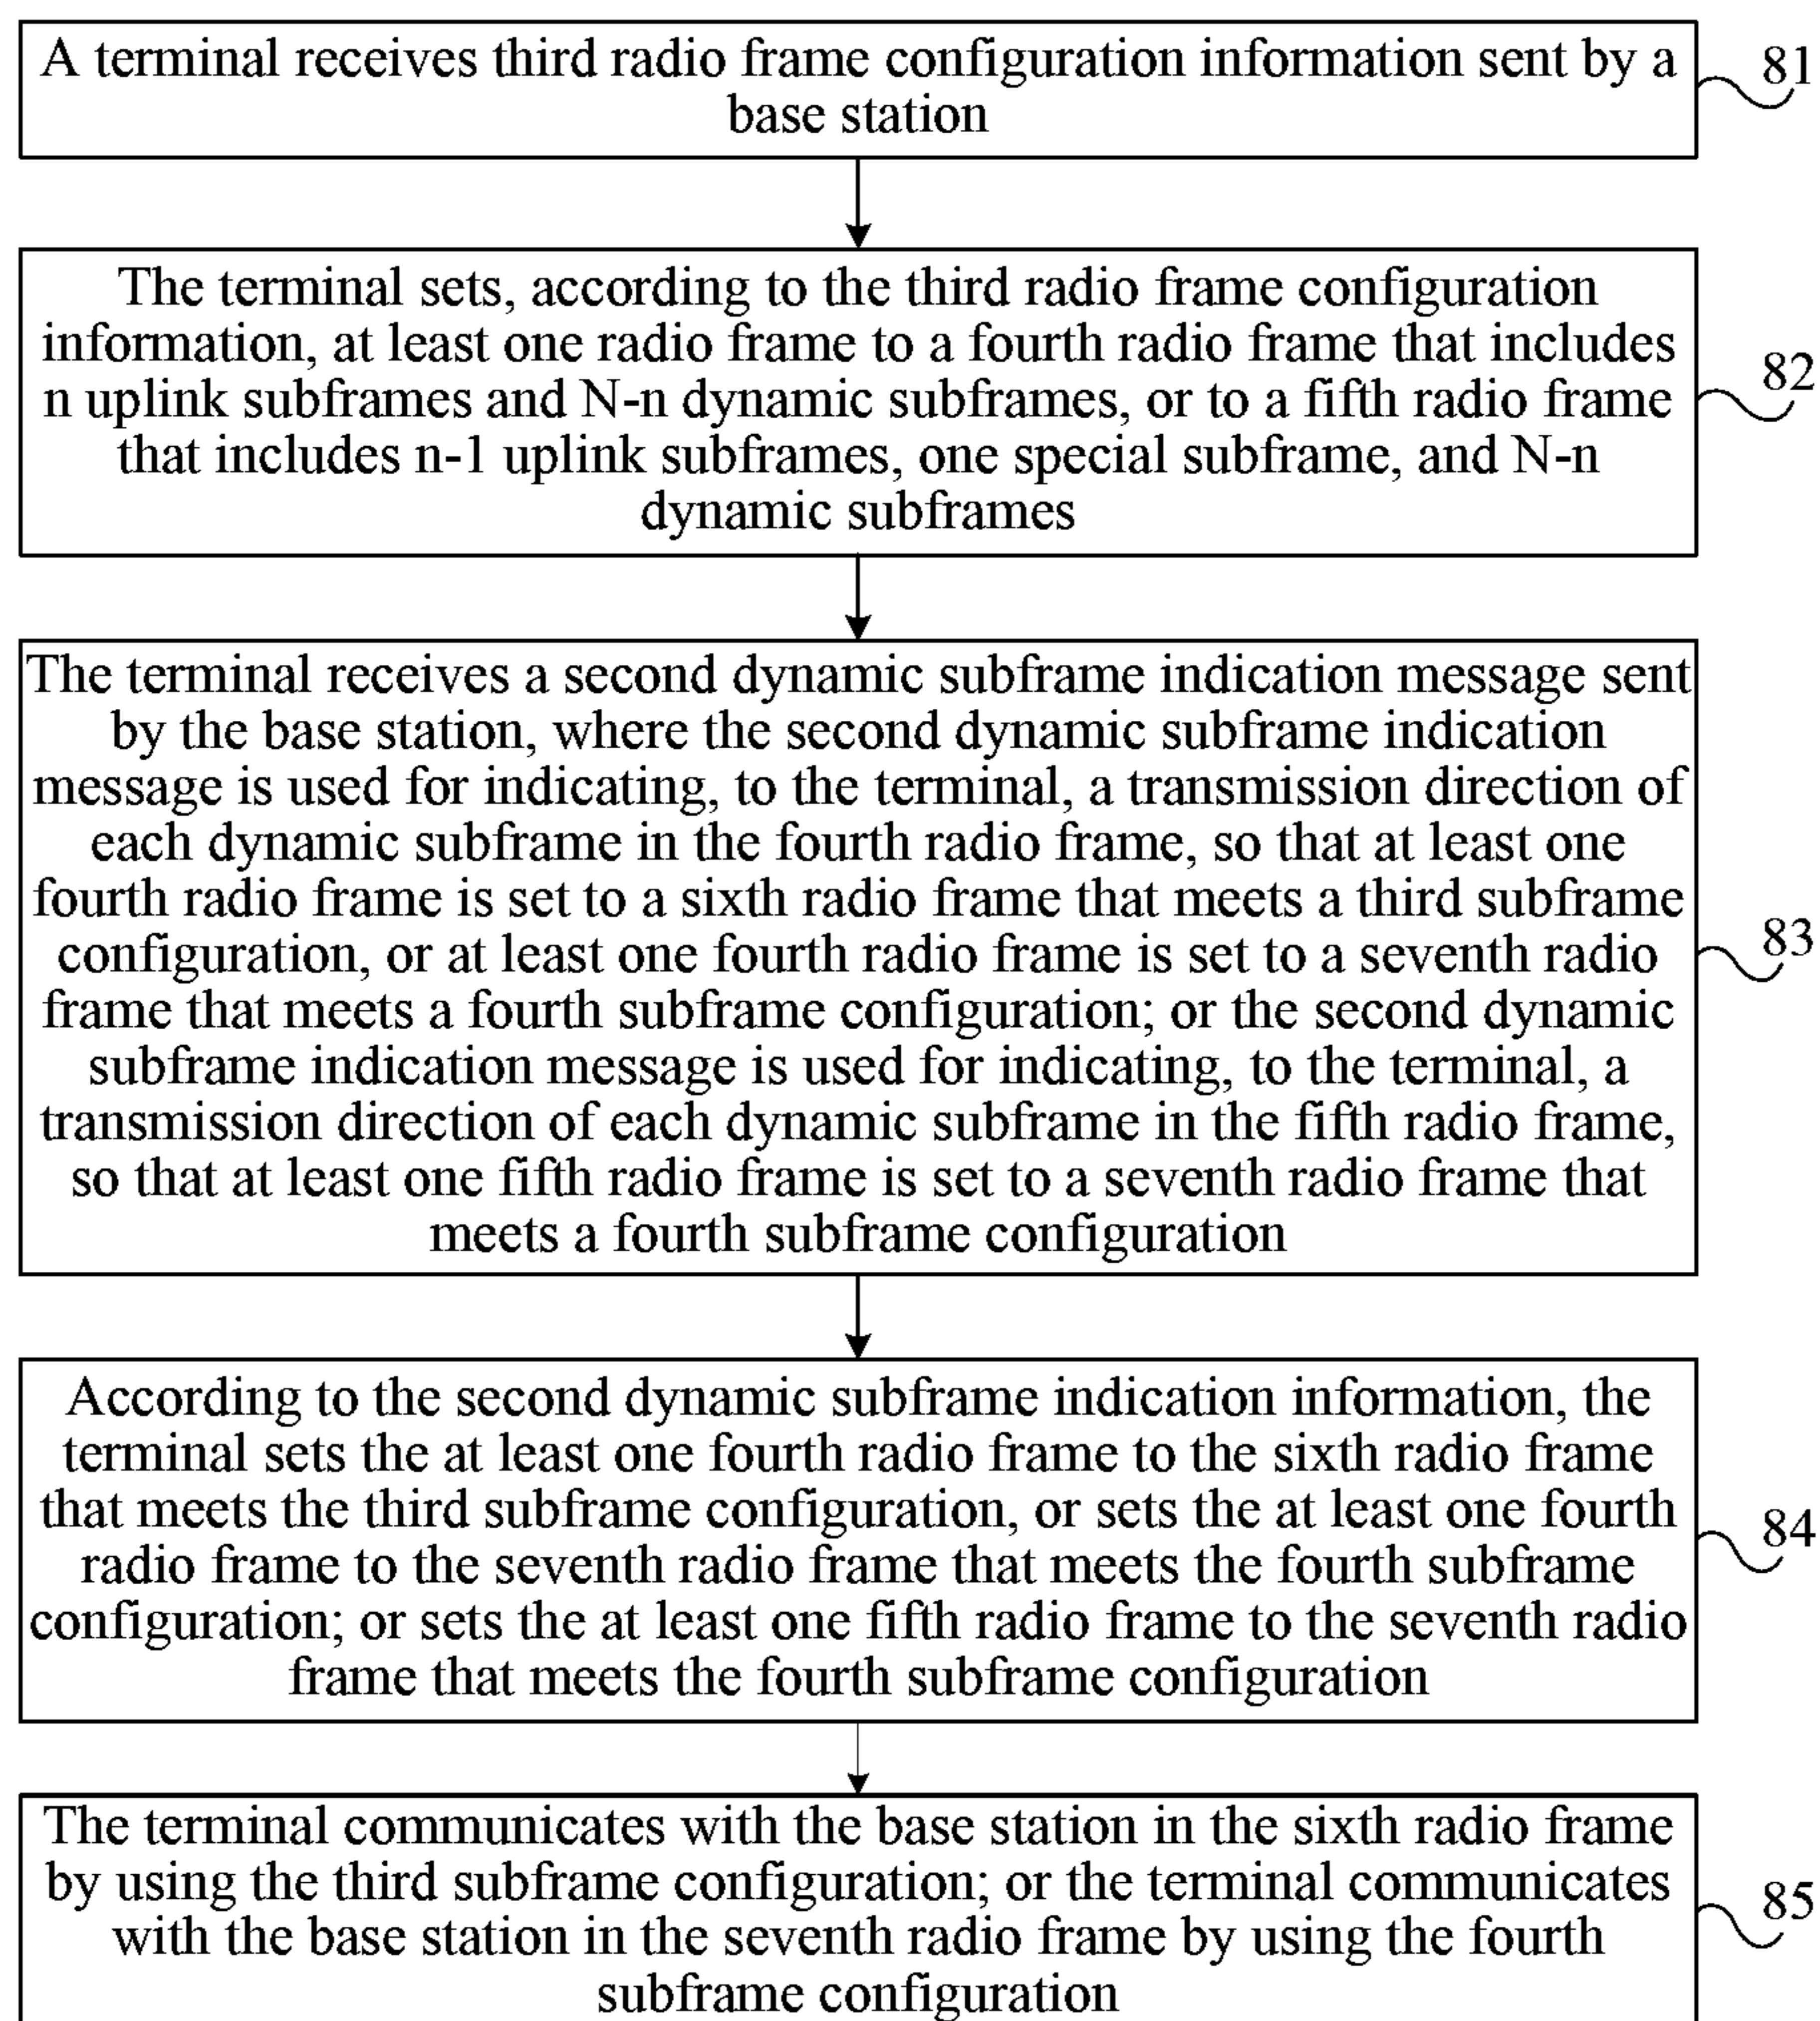 A terminal receives third radio frame configuration information sent by a
base station
81
The terminal sets, according to the third radio frame configuration
information, at least one radio frame to a fourth radio frame that includes
n uplink subframes and N-n dynamic subframes, or to a fifth radio frame
that includes n-1 uplink subframes, one special subframe, and N-n
dynamic subframes
82
The terminal receives a second dynamic subframe indication message sent
by the base station, where the second dynamic subframe indication
message is used for indicating, to the terminal, a transmission direction of
each dynamic subframe in the fourth radio frame, so that at least one
fourth radio frame is set to a sixth radio frame that meets a third subframe
configuration, or at least one fourth radio frame is set to a seventh radio
frame that meets a fourth subframe configuration; or the second dynamic
subframe indication message is used for indicating, to the terminal, a
transmission direction of each dynamic subframe in the fifth radio frame,
so that at least one fifth radio frame is set to a seventh radio frame that
meets a fourth subframe configuration
83
According to the second dynamic subframe indication information, the
terminal sets the at least one fourth radio frame to the sixth radio frame
that meets the third subframe configuration, or sets the at least one fourth
radio frame to the seventh radio frame that meets the fourth subframe
configuration; or sets the at least one fifth radio frame to the seventh radio
frame that meets the fourth subframe configuration
84
The terminal communicates with the base station in the sixth radio frame
by using the third subframe configuration; or the terminal communicates
with the base station in the seventh radio frame by using the fourth
subframe configuration
85